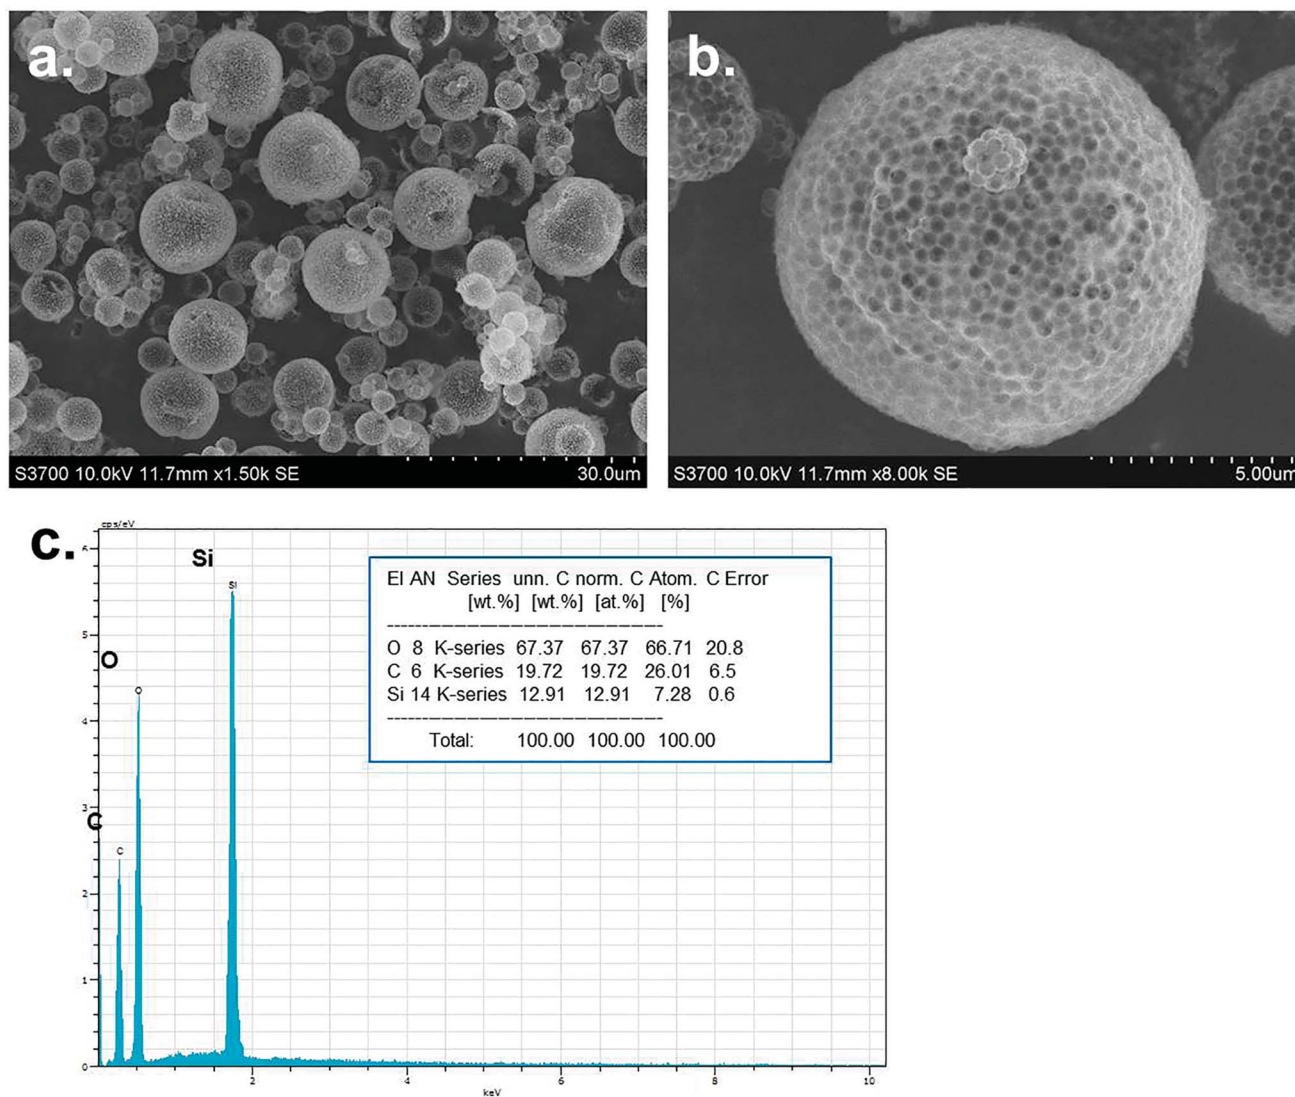 a.
b.
S3700 10.0kV 11.7mm x1.50k SE 30.0um
S3700 10.0kV 11.7mm x8.00k SE 5.00um
c.
cps/eV
Si
Si
El AN Series unn. C norm. C Atom. C Error
[wt.%] [wt.%] [at.%] [%]
------------------------------------------
O 8 K-series 67.37 67.37 66.71 20.8
C 6 K-series 19.72 19.72 26.01 6.5
Si 14 K-series 12.91 12.91 7.28 0.6
------------------------------------------
Total: 100.00 100.00 100.00
6
5
O
O
4
3
C
C
2
1
0
2 4 6 8 10
keV